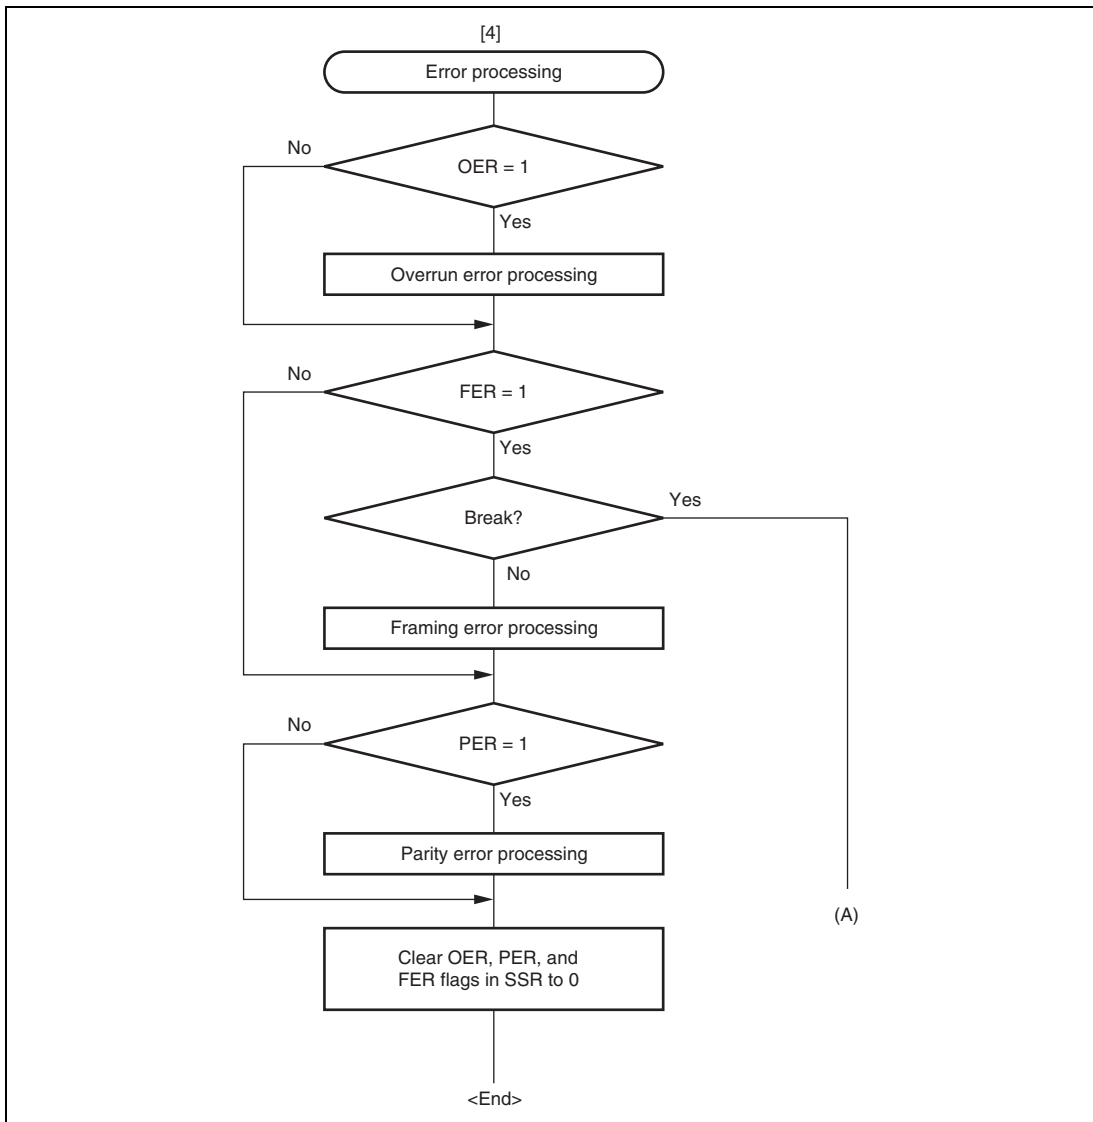 [4]
Error processing
No
OER = 1
Yes
Overrun error processing
No
FER = 1
Yes
Break?
Yes
No
Framing error processing
No
PER = 1
Yes
Parity error processing
(A)
Clear OER, PER, and
FER flags in SSR to 0
<End>